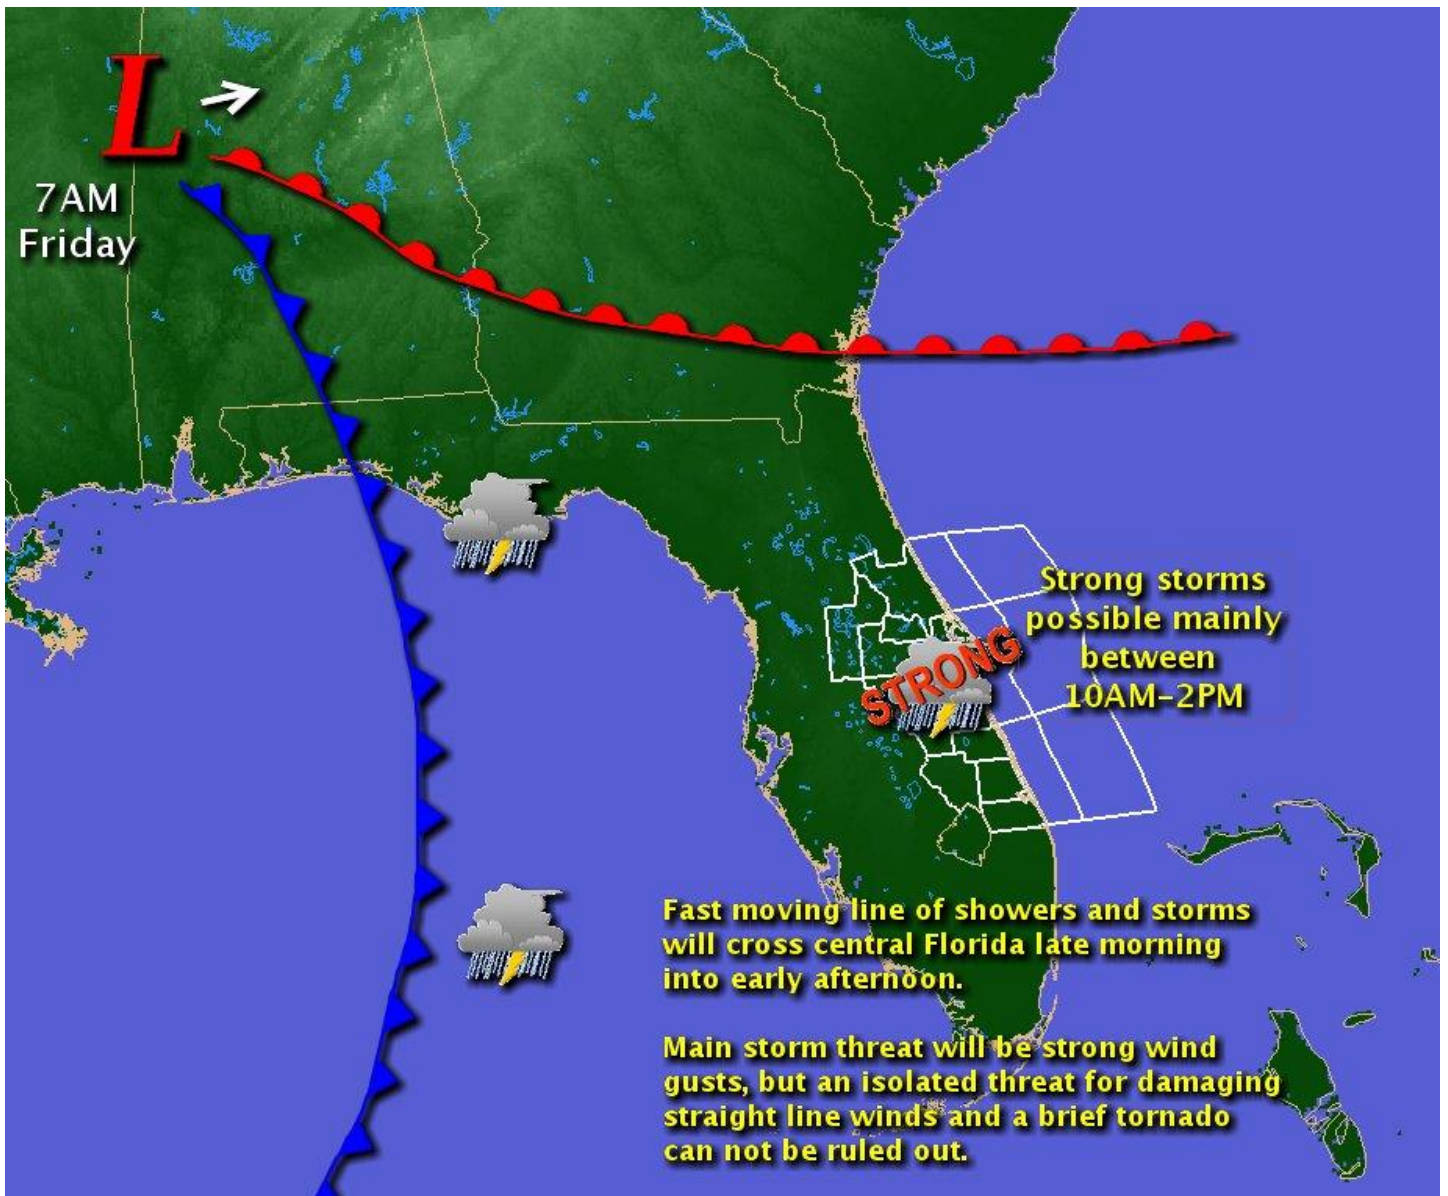 L
7AM
Friday
Strong storms
possible mainly
between
10AM-2PM
STRONG
Fast moving line of showers and storms
will cross central Florida late morning
into early afternoon.
Main storm threat will be strong wind
gusts, but an isolated threat for damaging
straight line winds and a brief tornado
can not be ruled out.